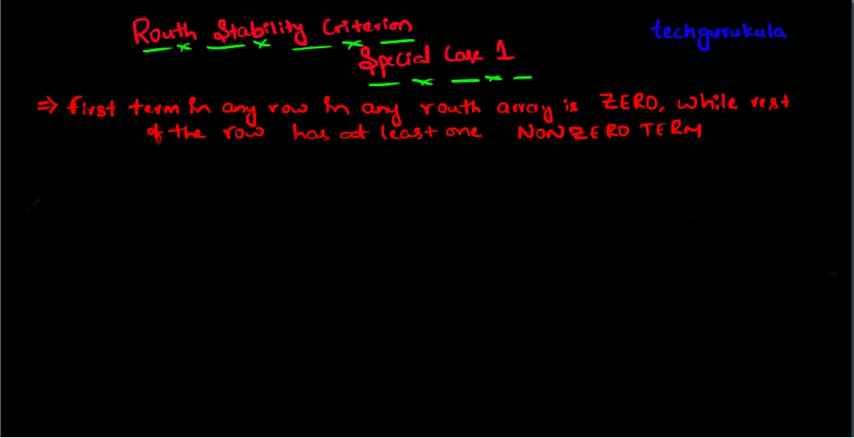 Routh Stability Criterion
techgurukula
Special Case 1
⇒ first term in any row in any routh array is ZERO, while rest
of the row has at least one NONZERO TERM